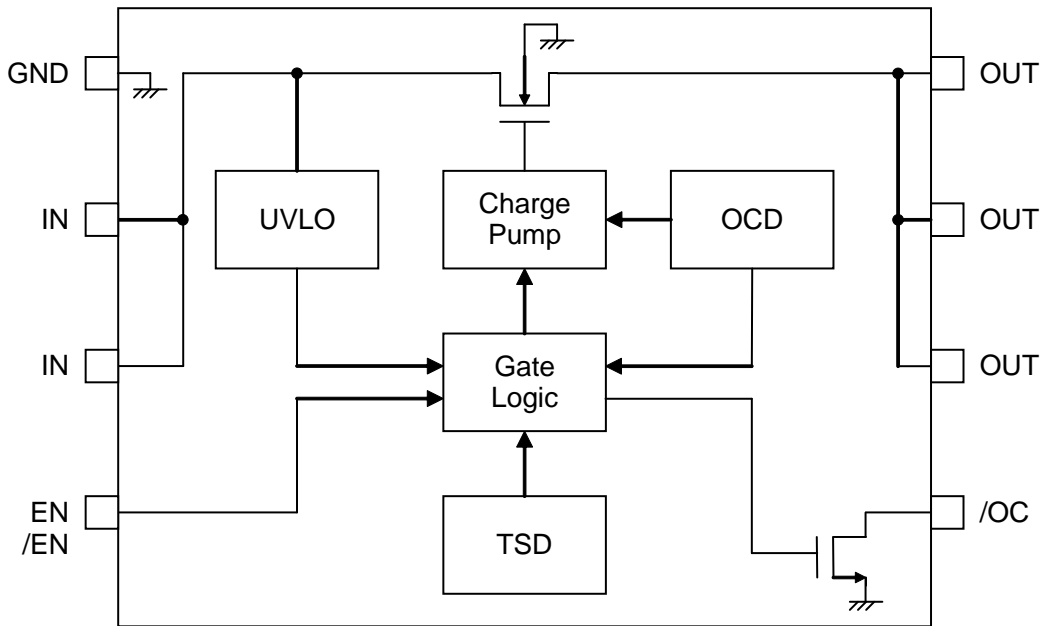 GND
OUT
IN
UVLO
Charge
Pump
OCD
OUT
IN
Gate
Logic
OUT
EN
/EN
TSD
/OC